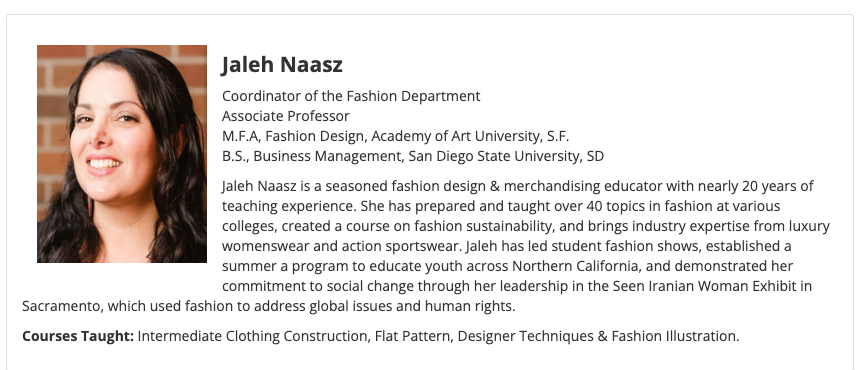 Jaleh Naasz
Coordinator of the Fashion Department
Associate Professor
M.F.A, Fashion Design, Academy of Art University, S.F.
B.S., Business Management, San Diego State University, SD
Jaleh Naasz is a seasoned fashion design & merchandising educator with nearly 20 years of
teaching experience. She has prepared and taught over 40 topics in fashion at various
colleges, created a course on fashion sustainability, and brings industry expertise from luxury
womenswear and action sportswear. Jaleh has led student fashion shows, established a
summer a program to educate youth across Northern California, and demonstrated her
commitment to social change through her leadership in the Seen Iranian Woman Exhibit in
Sacramento, which used fashion to address global issues and human rights.
Courses Taught: Intermediate Clothing Construction, Flat Pattern, Designer Techniques & Fashion Illustration.